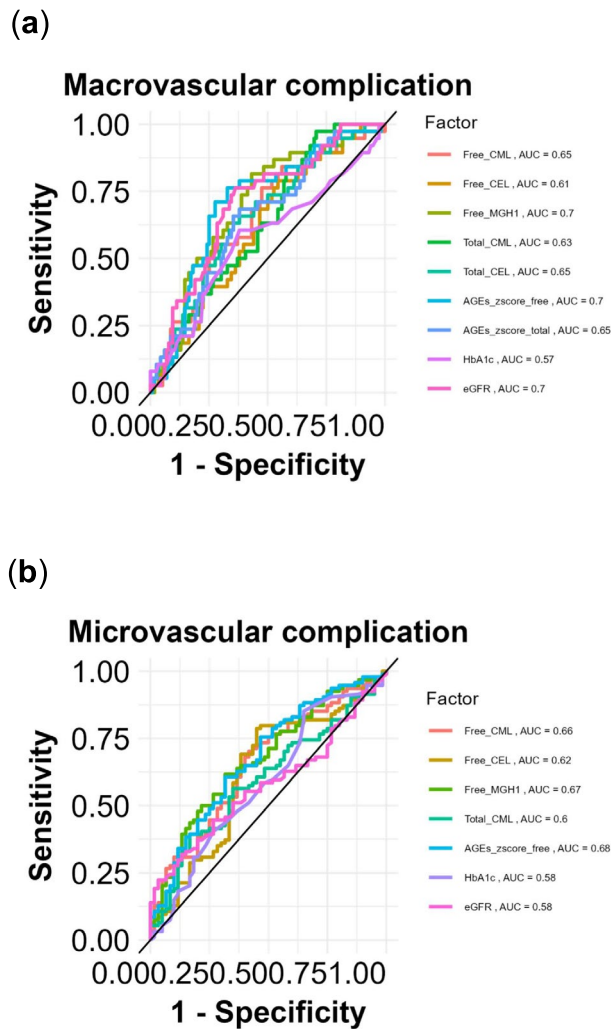 (a)
Macrovascular complication
1.00
0.75
0.50
0.25
0.00
Sensitivity
0.000.250.500.751.00
1 - Specificity
Factor
Free_CML , AUC = 0.65
Free_CEL , AUC = 0.61
Free_MGH1 , AUC = 0.7
Total_CML , AUC = 0.63
Total_CEL , AUC = 0.65
AGEs_zscore_free , AUC = 0.7
AGEs_zscore_total , AUC = 0.65
HbA1c , AUC = 0.57
eGFR , AUC = 0.7
(b)
Microvascular complication
1.00
0.75
0.50
0.25
0.00
Sensitivity
0.000.250.500.751.00
1 - Specificity
Factor
Free_CML , AUC = 0.66
Free_CEL , AUC = 0.62
Free_MGH1 , AUC = 0.67
Total_CML , AUC = 0.6
AGEs_zscore_free , AUC = 0.68
HbA1c , AUC = 0.58
eGFR , AUC = 0.58